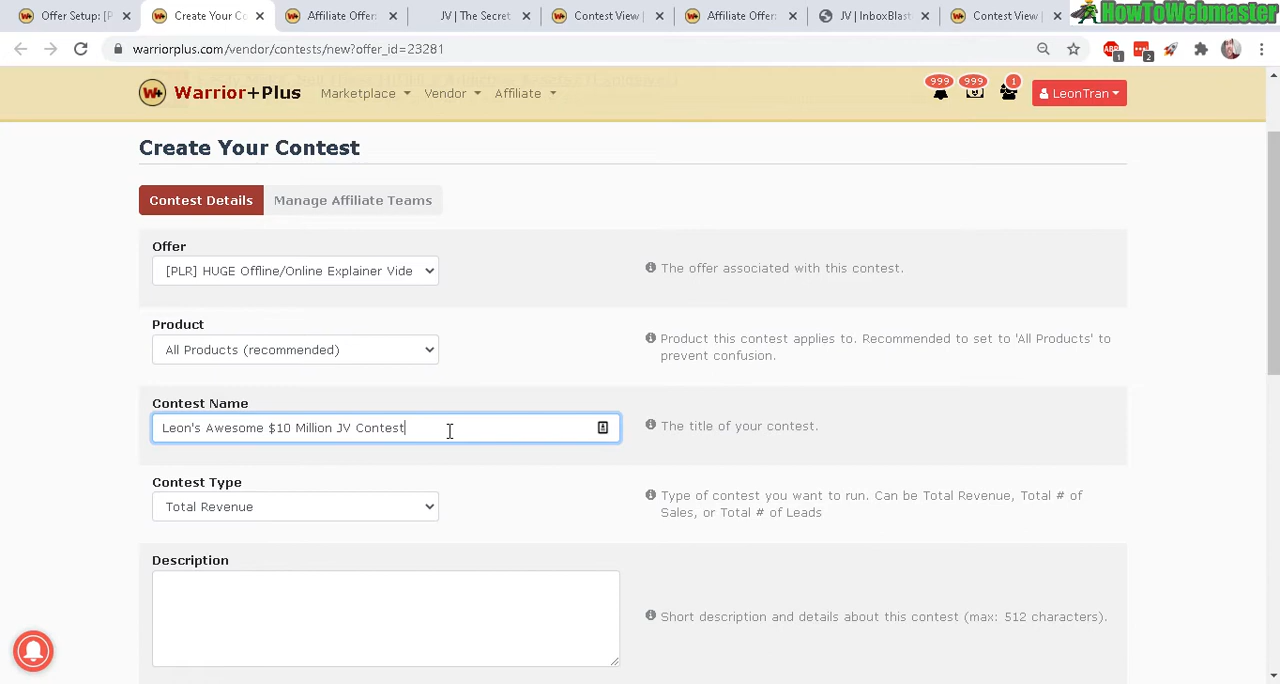 Offer Setup: [P
Create Your Co
Affiliate Offer:
JV | The Secret
Contest View |
Affiliate Offer:
JV | InboxBlas
Contest View |
HowToWebmaster
warriorplus.com/vendor/contests/new?offer_id=23281
ABP 1 2
W+ Warrior+Plus Marketplace Vendor Affiliate 999 999 1 LeonTran
Create Your Contest
Contest Details Manage Affiliate Teams
Offer
[PLR] HUGE Offline/Online Explainer Vide
The offer associated with this contest.
Product
All Products (recommended)
Product this contest applies to. Recommended to set to 'All Products' to
prevent confusion.
Contest Name
Leon's Awesome $10 Million JV Contest
The title of your contest.
Contest Type
Total Revenue
Type of contest you want to run. Can be Total Revenue, Total # of
Sales, or Total # of Leads
Description
Short description and details about this contest (max: 512 characters).